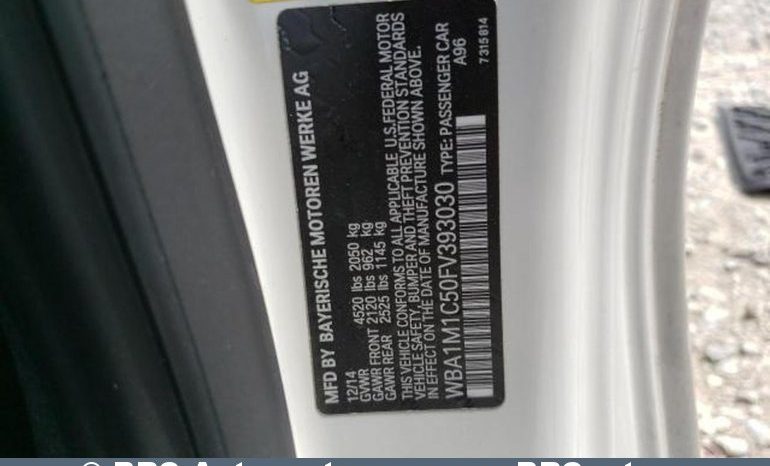 MFD BY BAYERISCHE MOTOREN WERKE AG
12/14
GVWR 4520 lbs 2050 kg
GAWR FRONT 2120 lbs 962 kg
GAWR REAR 2525 lbs 1145 kg
THIS VEHICLE CONFORMS TO ALL APPLICABLE U.S.FEDERAL MOTOR
VEHICLE SAFETY, BUMPER AND THEFT PREVENTION STANDARDS
IN EFFECT ON THE DATE OF MANUFACTURE SHOWN ABOVE.
WBA1M1C50FV393030 TYPE: PASSENGER CAR
A96
7315814